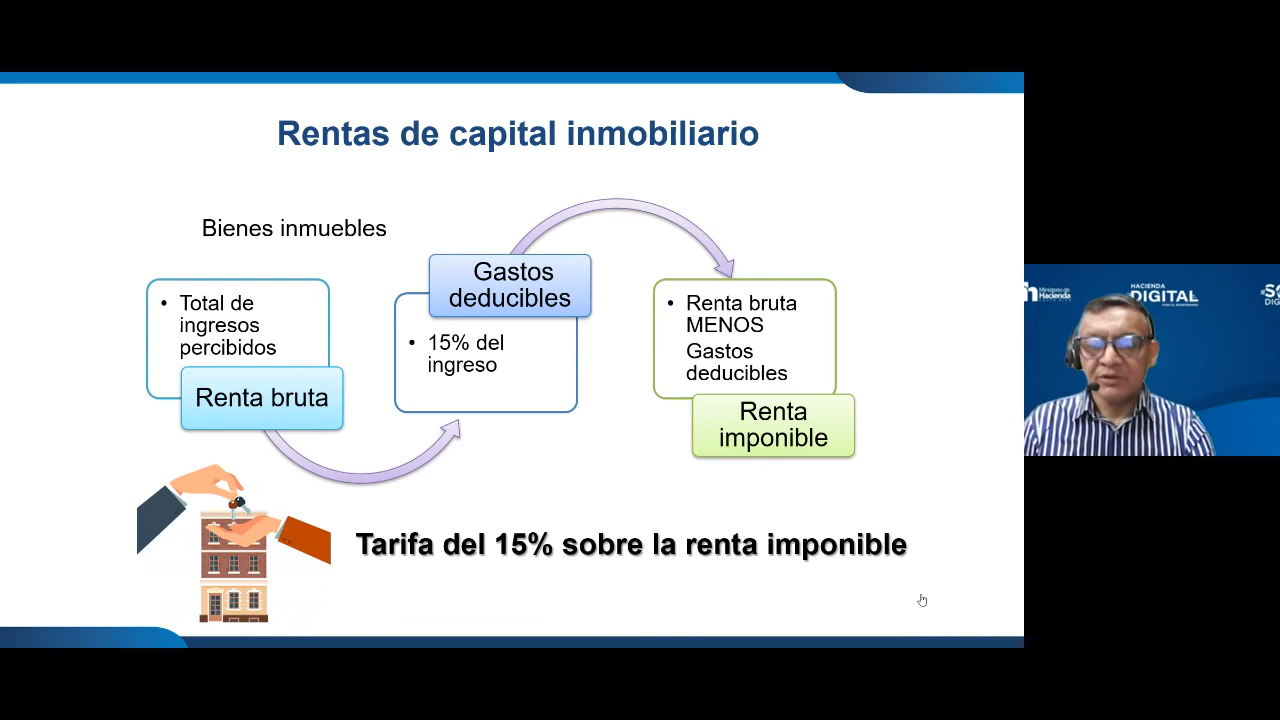 Rentas de capital inmobiliario
Bienes inmuebles
• Total de
ingresos
percibidos
Renta bruta
Gastos
deducibles
• 15% del
ingreso
• Renta bruta
MENOS
Gastos
deducibles
Renta
imponible
Tarifa del 15% sobre la renta imponible
Ministerio de
Hacienda
HACIENDA
DIGITAL